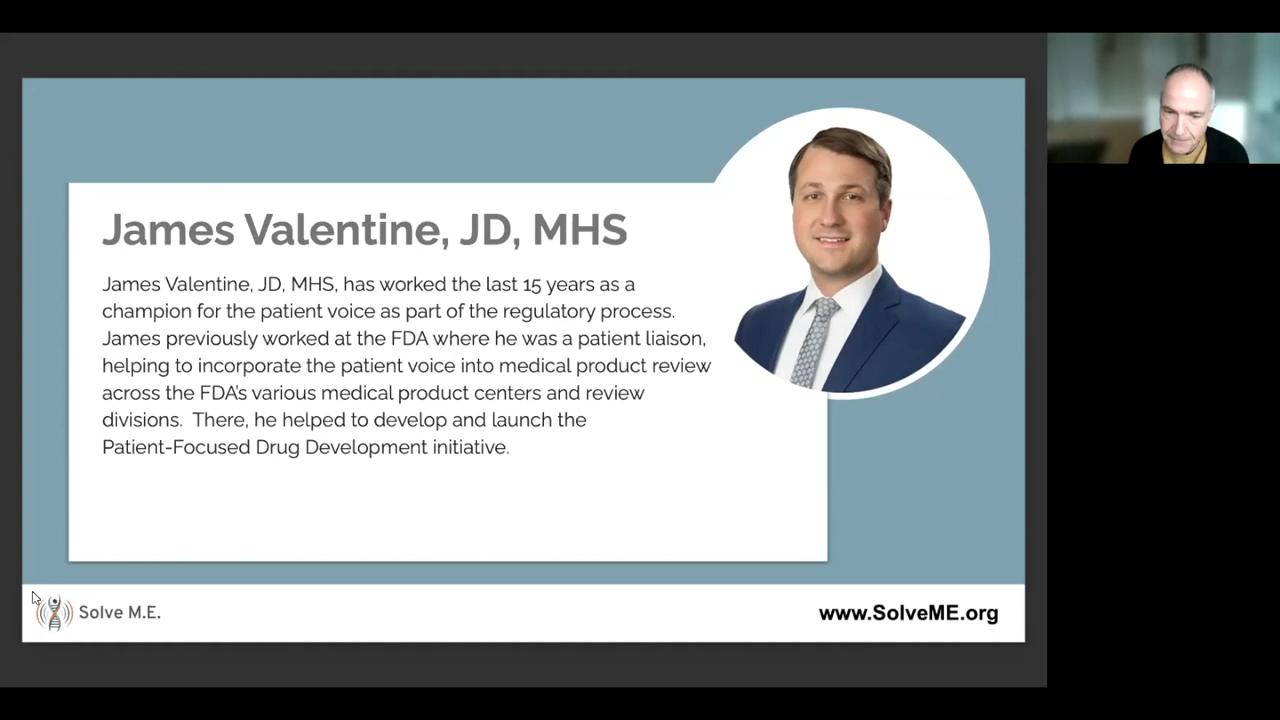 James Valentine, JD, MHS
James Valentine, JD, MHS, has worked the last 15 years as a
champion for the patient voice as part of the regulatory process.
James previously worked at the FDA where he was a patient liaison,
helping to incorporate the patient voice into medical product review
across the FDA's various medical product centers and review
divisions.  There, he helped to develop and launch the
Patient-Focused Drug Development initiative.
Solve M.E.
www.SolveME.org